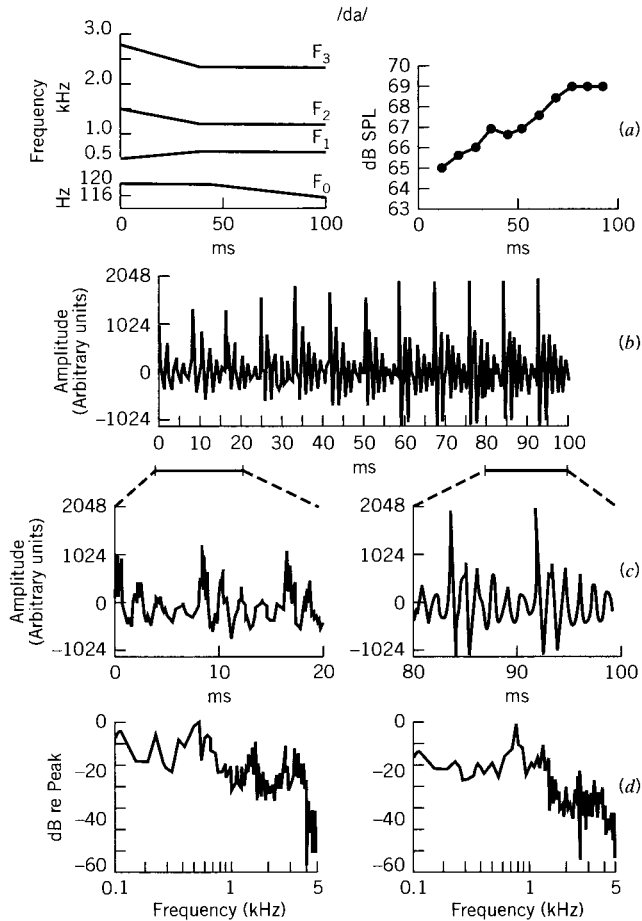 /da/
3.0
2.0
1.0
0.5
120
116
Frequency
kHz
Hz
F3
F2
F1
F0
0
50
100
ms
70
69
68
67
66
65
64
63
dB SPL
0
50
100
ms
(a)
2048
1024
0
−1024
Amplitude
(Arbitrary units)
0 10 20 30 40 50 60 70 80 90 100
ms
(b)
2048
1024
0
−1024
Amplitude
(Arbitrary units)
0
10
20
ms
2048
1024
0
−1024
80
90
100
ms
(c)
0
−20
−40
−60
dB re Peak
0.1
1
5
Frequency (kHz)
0
−20
−40
−60
0.1
1
5
Frequency (kHz)
(d)